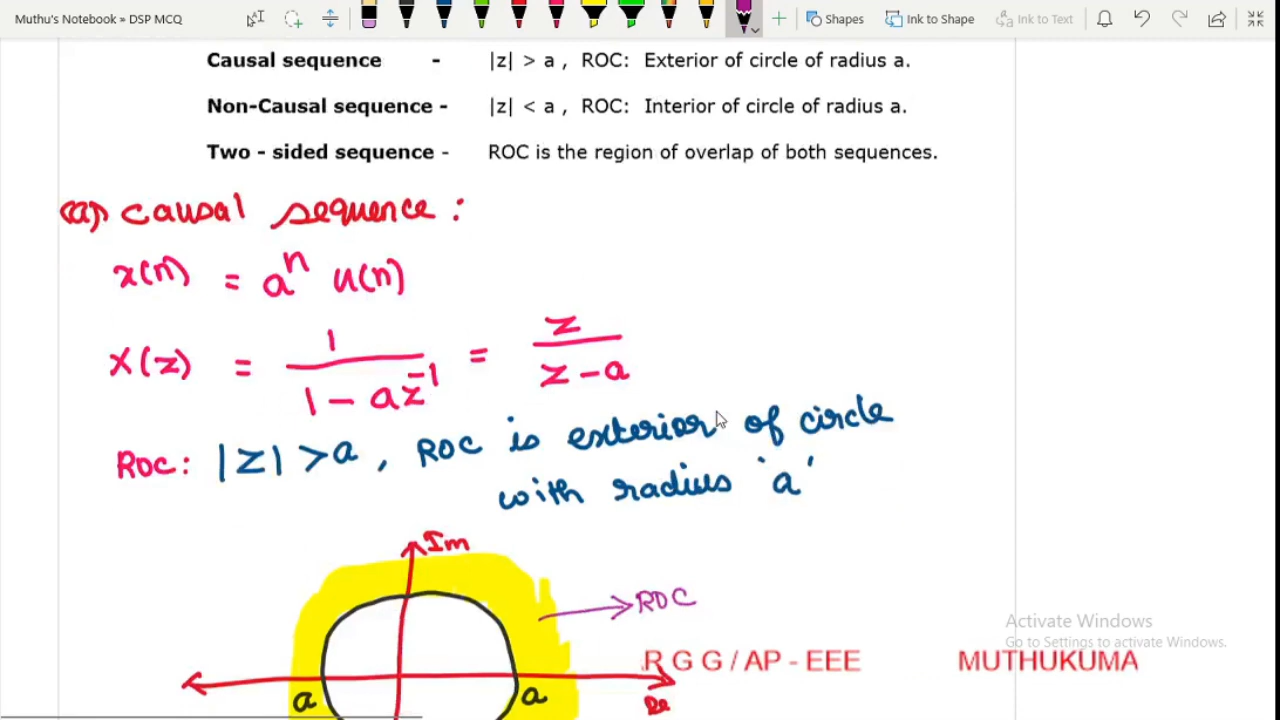 Muthu's Notebook » DSP MCQ
Shapes
Ink to Shape
Ink to Text
Causal sequence - |z| > a , ROC: Exterior of circle of radius a.
Non-Causal sequence - |z| < a , ROC: Interior of circle of radius a.
Two - sided sequence - ROC is the region of overlap of both sequences.
(a) causal sequence :
x(n) = aⁿ u(n)
X(z) = 1 / (1 - az⁻¹) = z / (z - a)
ROC: |z| > a , ROC is exterior of circle
with radius 'a'
Im
ROC
Activate Windows
Go to Settings to activate Windows.
R G G / AP - EEE MUTHUKUMA
a a
Re